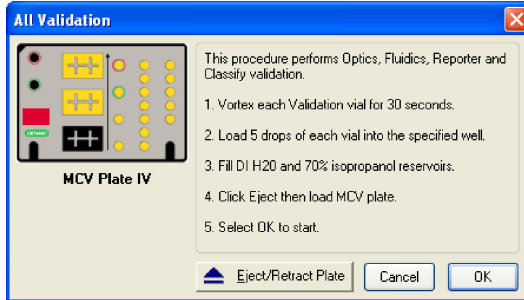 All Validation
This procedure performs Optics, Fluidics, Reporter and
Classify validation.
1. Vortex each Validation vial for 30 seconds.
2. Load 5 drops of each vial into the specified well.
3. Fill DI H20 and 70% isopropanol reservoirs.
4. Click Eject then load MCV plate.
5. Select OK to start.
MCV Plate IV
Eject/Retract Plate
Cancel
OK